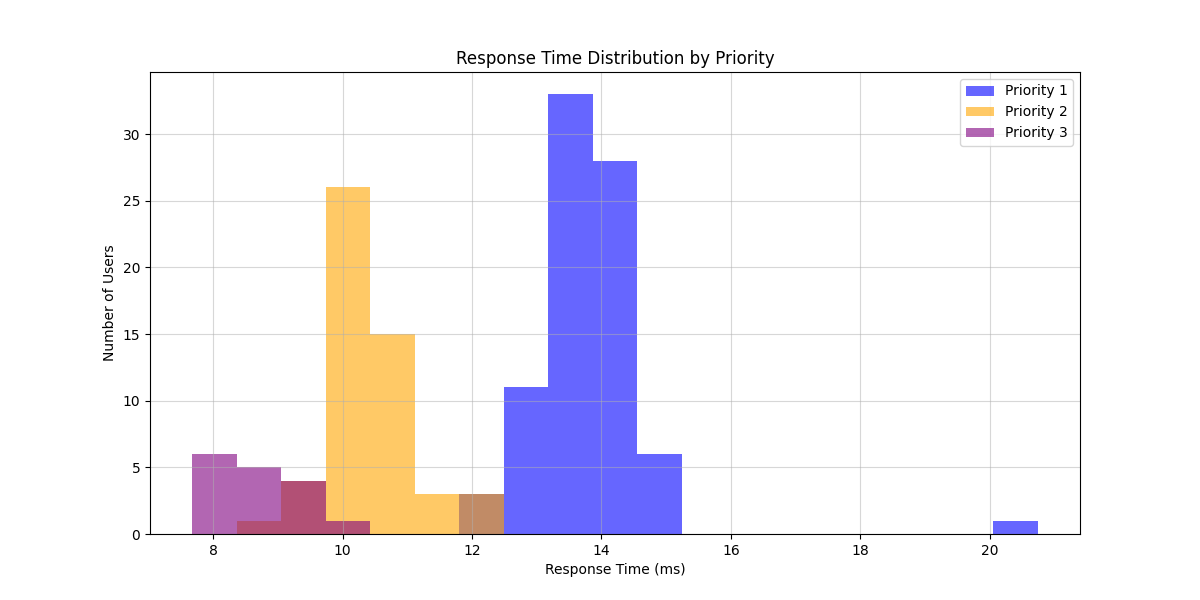 Response Time Distribution by Priority
Priority 1
Priority 2
Priority 3
Number of Users
30
25
20
15
10
5
0
8 10 12 14 16 18 20
Response Time (ms)